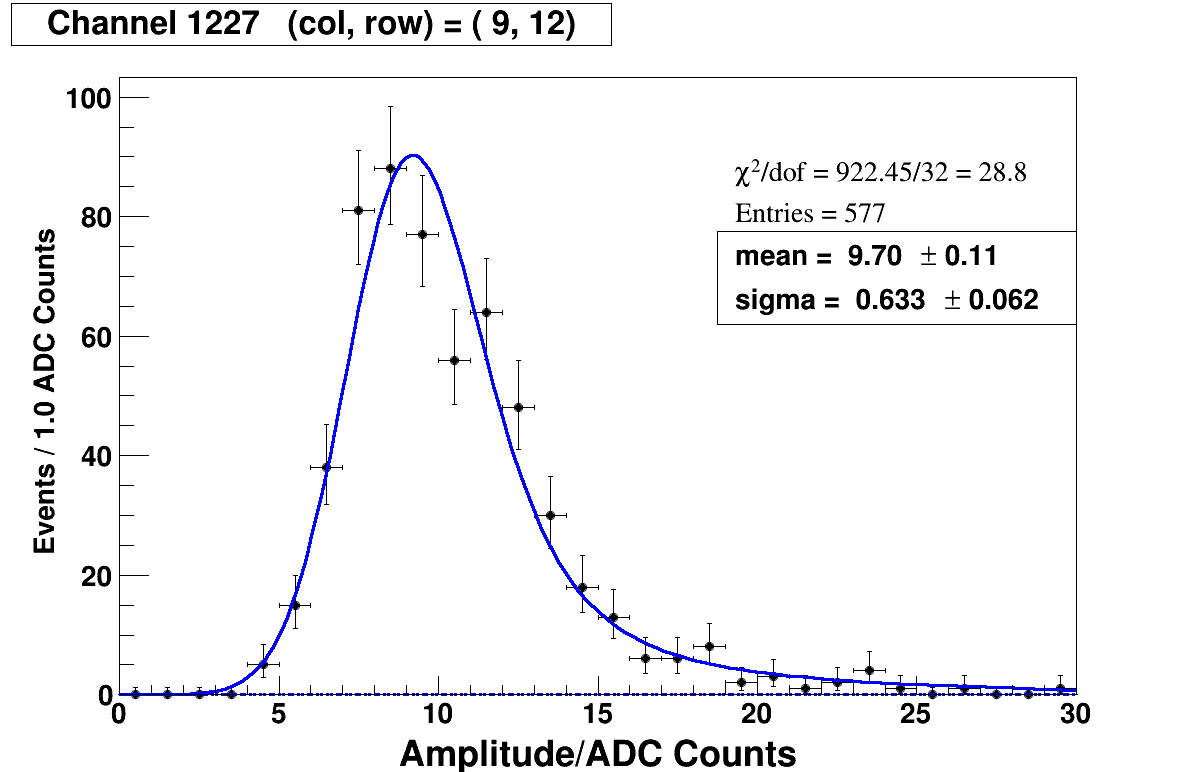 Channel 1227 (col, row) = ( 9, 12)
100
80
60
40
20
0
Events / 1.0 ADC Counts
χ²/dof = 922.45/32 = 28.8
Entries = 577
mean = 9.70 ± 0.11
sigma = 0.633 ± 0.062
0 5 10 15 20 25 30
Amplitude/ADC Counts